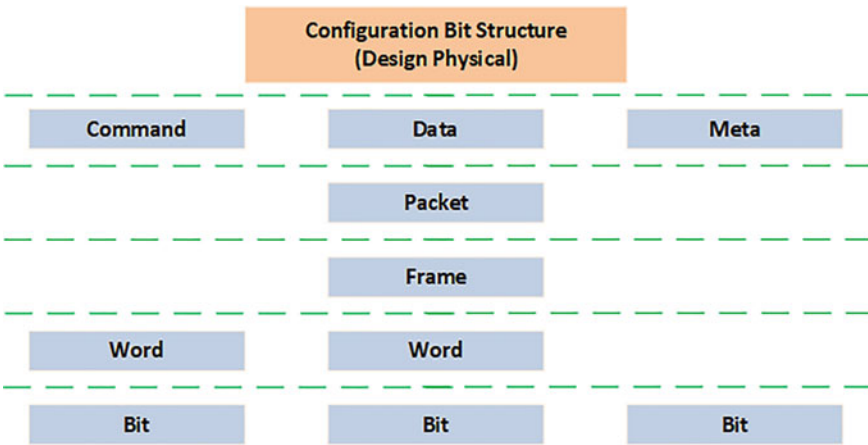 Configuration Bit Structure
(Design Physical)
Command Data Meta
Packet
Frame
Word Word
Bit Bit Bit